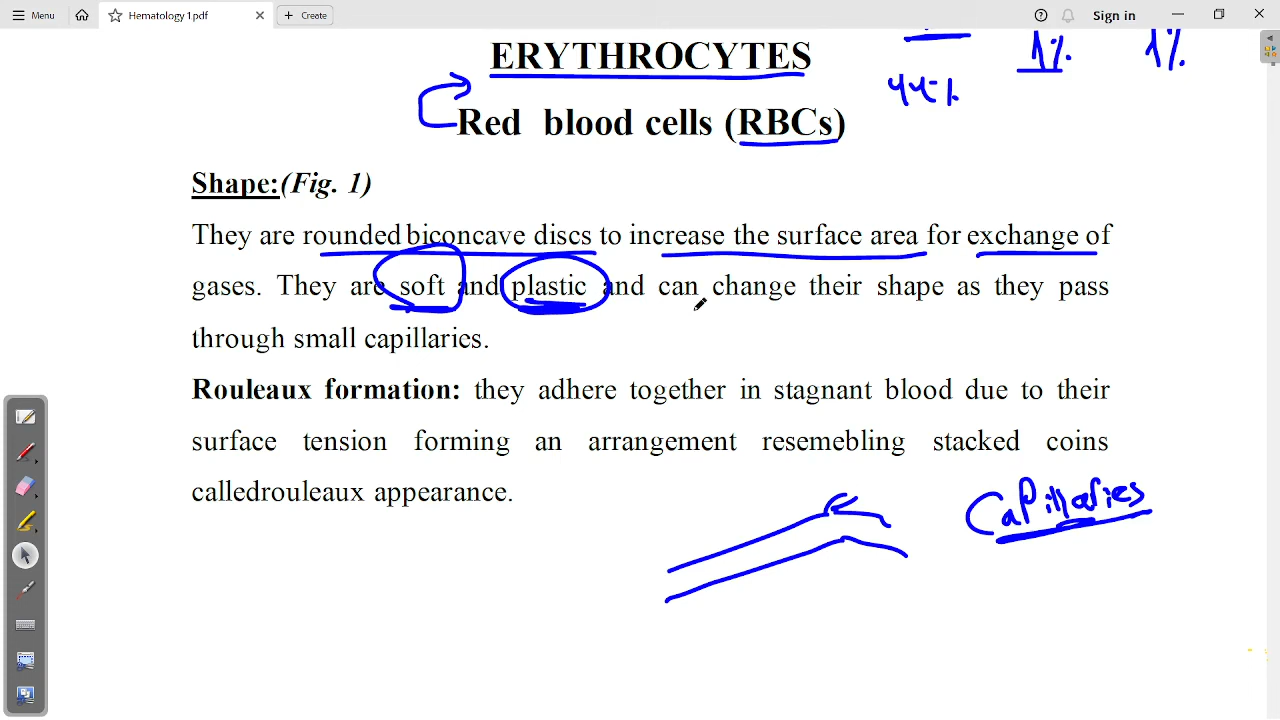 Menu
Hematology 1.pdf
Create
Sign in
ERYTHROCYTES
1%.
1%.
44%
Red blood cells (RBCs)
Shape:(Fig. 1)
They are rounded biconcave discs to increase the surface area for exchange of
gases. They are soft and plastic and can change their shape as they pass
through small capillaries.
Rouleaux formation: they adhere together in stagnant blood due to their
surface tension forming an arrangement resemebling stacked coins
calledrouleaux appearance.
Capillaries